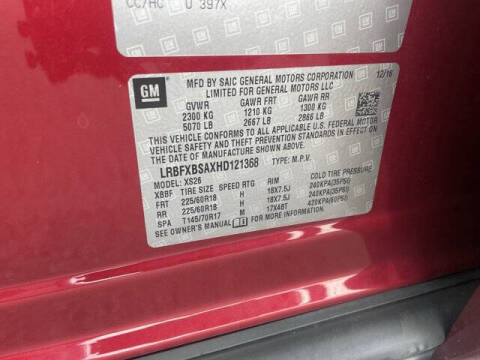 CC/HC U 397X
GM
MFD BY SAIC GENERAL MOTORS CORPORATION 12/16
LIMITED FOR GENERAL MOTORS LLC
GVWR GAWR FRT GAWR RR
2300 KG 1210 KG 1300 KG
5070 LB 2667 LB 2866 LB
THIS VEHICLE CONFORMS TO ALL APPLICABLE U.S. FEDERAL MOTOR
VEHICLE SAFETY, BUMPER, AND THEFT PREVENTION STANDARDS IN
EFFECT ON THE DATE OF MANUFACTURE SHOWN ABOVE.
LRBFXBSAXHD121368 TYPE: M.P.V.
MODEL: XS26
XBBF TIRE SIZE SPEED RTG RIM COLD TIRE PRESSURE
FRT 225/60R18 H 18X7.5J 240KPA(35PSI)
RR 225/60R18 H 18X7.5J 240KPA(35PSI)
SPA T145/70R17 M 17X4BT 420KPA(60PSI)
SEE OWNER'S MANUAL FOR ADDITIONAL INFORMATION